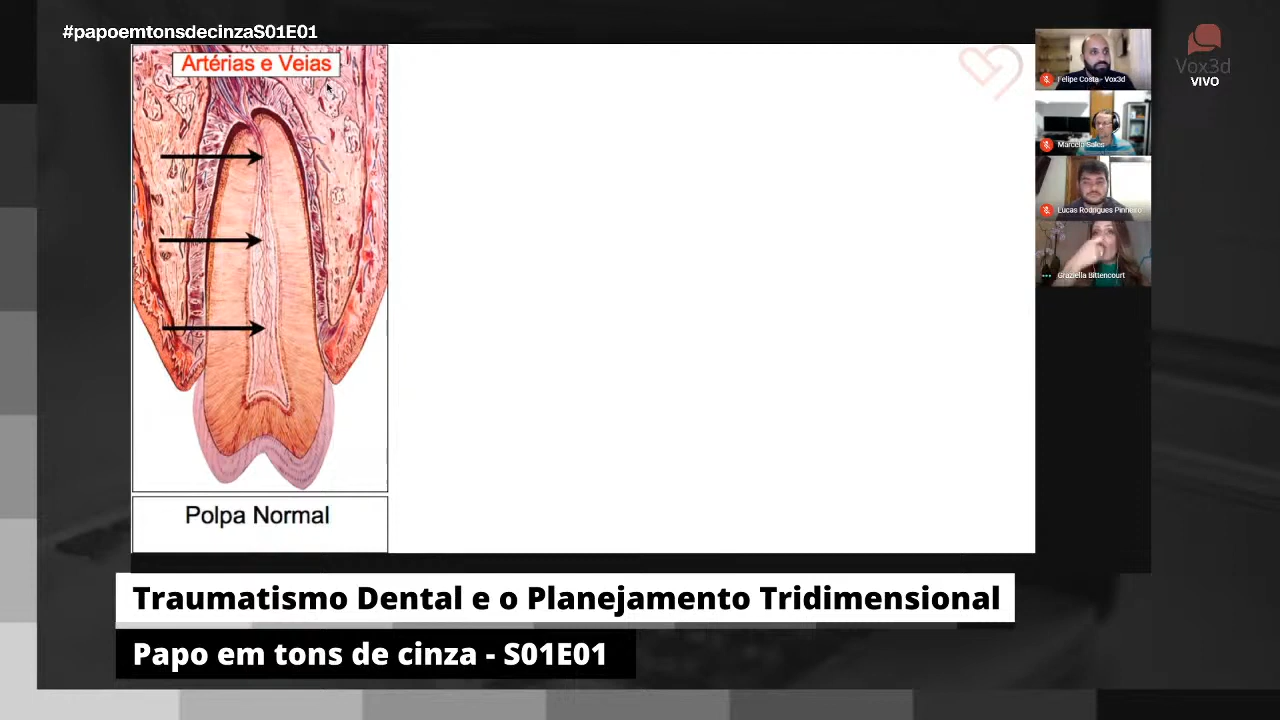 #papoemtonsdecinzaS01E01
Artérias e Veias
Polpa Normal
Felipe Costa - Vox3d
Marcelo Sales
Lucas Rodrigues Pinheiro
Graziella Bittencourt
Vox3d
VIVO
Traumatismo Dental e o Planejamento Tridimensional
Papo em tons de cinza - S01E01